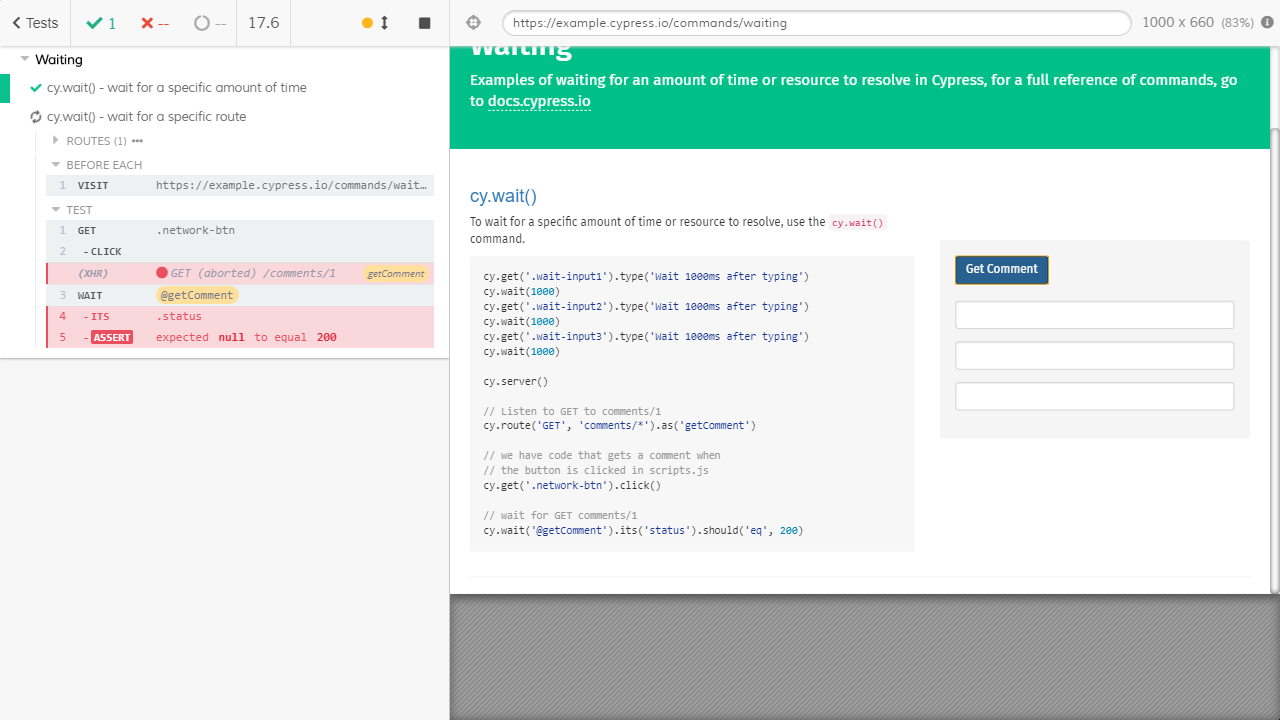 Tests
1
--
--
17.6
https://example.cypress.io/commands/waiting
1000 x 660 (83%)
Waiting
cy.wait() - wait for a specific amount of time
cy.wait() - wait for a specific route
ROUTES (1)
BEFORE EACH
1 VISIT https://example.cypress.io/commands/wait…
TEST
1 GET .network-btn
2 - CLICK
(XHR) GET (aborted) /comments/1 getComment
3 WAIT @getComment
4 - ITS .status
5 - ASSERT expected null to equal 200
Waiting
Examples of waiting for an amount of time or resource to resolve in Cypress, for a full reference of commands, go
to docs.cypress.io
cy.wait()
To wait for a specific amount of time or resource to resolve, use the cy.wait()
command.
cy.get('.wait-input1').type('Wait 1000ms after typing')
cy.wait(1000)
cy.get('.wait-input2').type('Wait 1000ms after typing')
cy.wait(1000)
cy.get('.wait-input3').type('Wait 1000ms after typing')
cy.wait(1000)
cy.server()
// Listen to GET to comments/1
cy.route('GET', 'comments/*').as('getComment')
// we have code that gets a comment when
// the button is clicked in scripts.js
cy.get('.network-btn').click()
// wait for GET comments/1
cy.wait('@getComment').its('status').should('eq', 200)
Get Comment